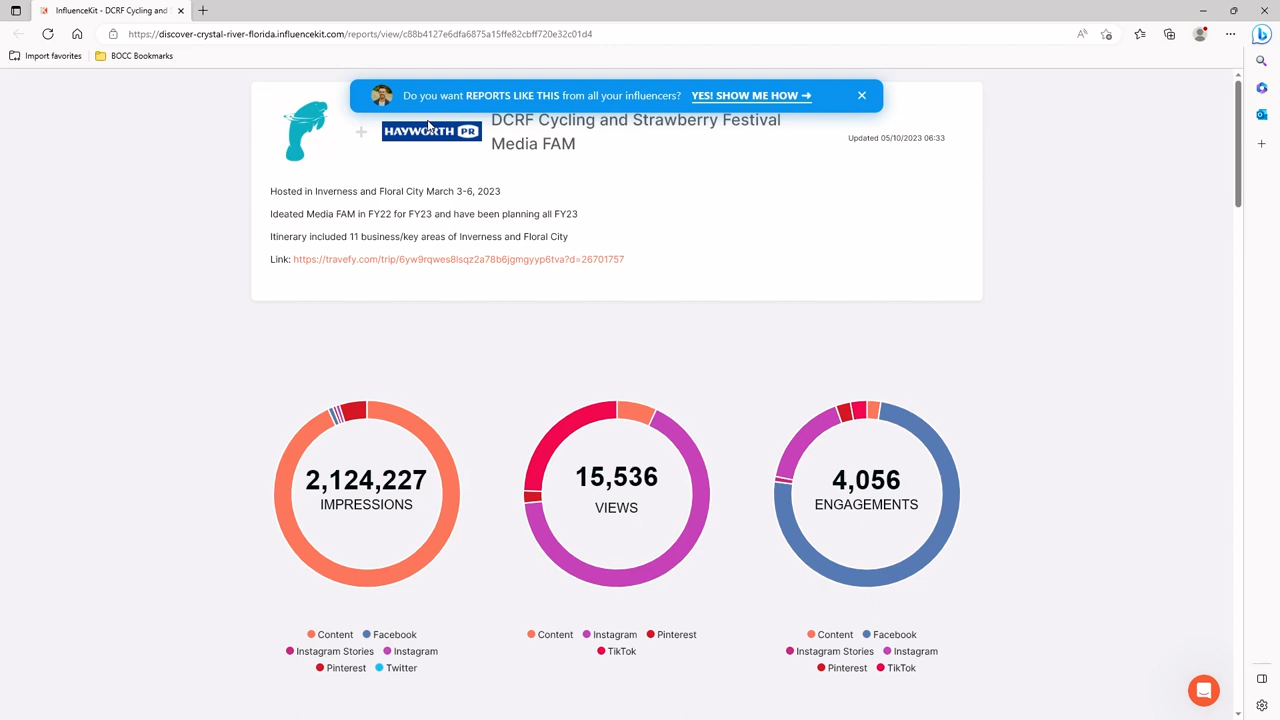 InfluenceKit - DCRF Cycling and
https://discover-crystal-river-florida.influencekit.com/reports/view/c88b4127e6dfa6875a15ffe82cbff720e32c01d4
Import favorites
BOCC Bookmarks
Do you want REPORTS LIKE THIS from all your influencers? YES! SHOW ME HOW →
HAYWORTH PR
DCRF Cycling and Strawberry Festival
Media FAM
Updated 05/10/2023 06:33
Hosted in Inverness and Floral City March 3-6, 2023
Ideated Media FAM in FY22 for FY23 and have been planning all FY23
Itinerary included 11 business/key areas of Inverness and Floral City
Link: https://travefy.com/trip/6yw9rqwes8lsqz2a78b6jgmgyyp6tva?d=26701757
2,124,227
IMPRESSIONS
Content Facebook
Instagram Stories Instagram
Pinterest Twitter
15,536
VIEWS
Content Instagram Pinterest
TikTok
4,056
ENGAGEMENTS
Content Facebook
Instagram Stories Instagram
Pinterest TikTok